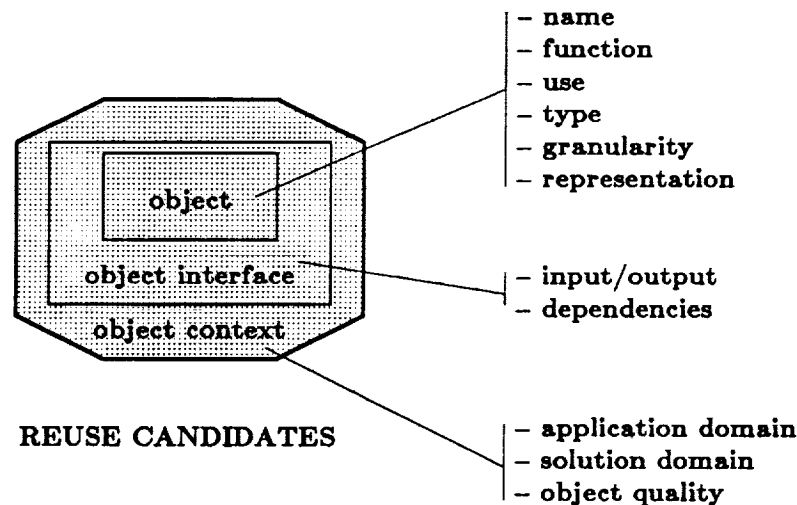 – name
– function
– use
– type
– granularity
– representation
object
object interface
object context
– input/output
– dependencies
REUSE CANDIDATES
– application domain
– solution domain
– object quality